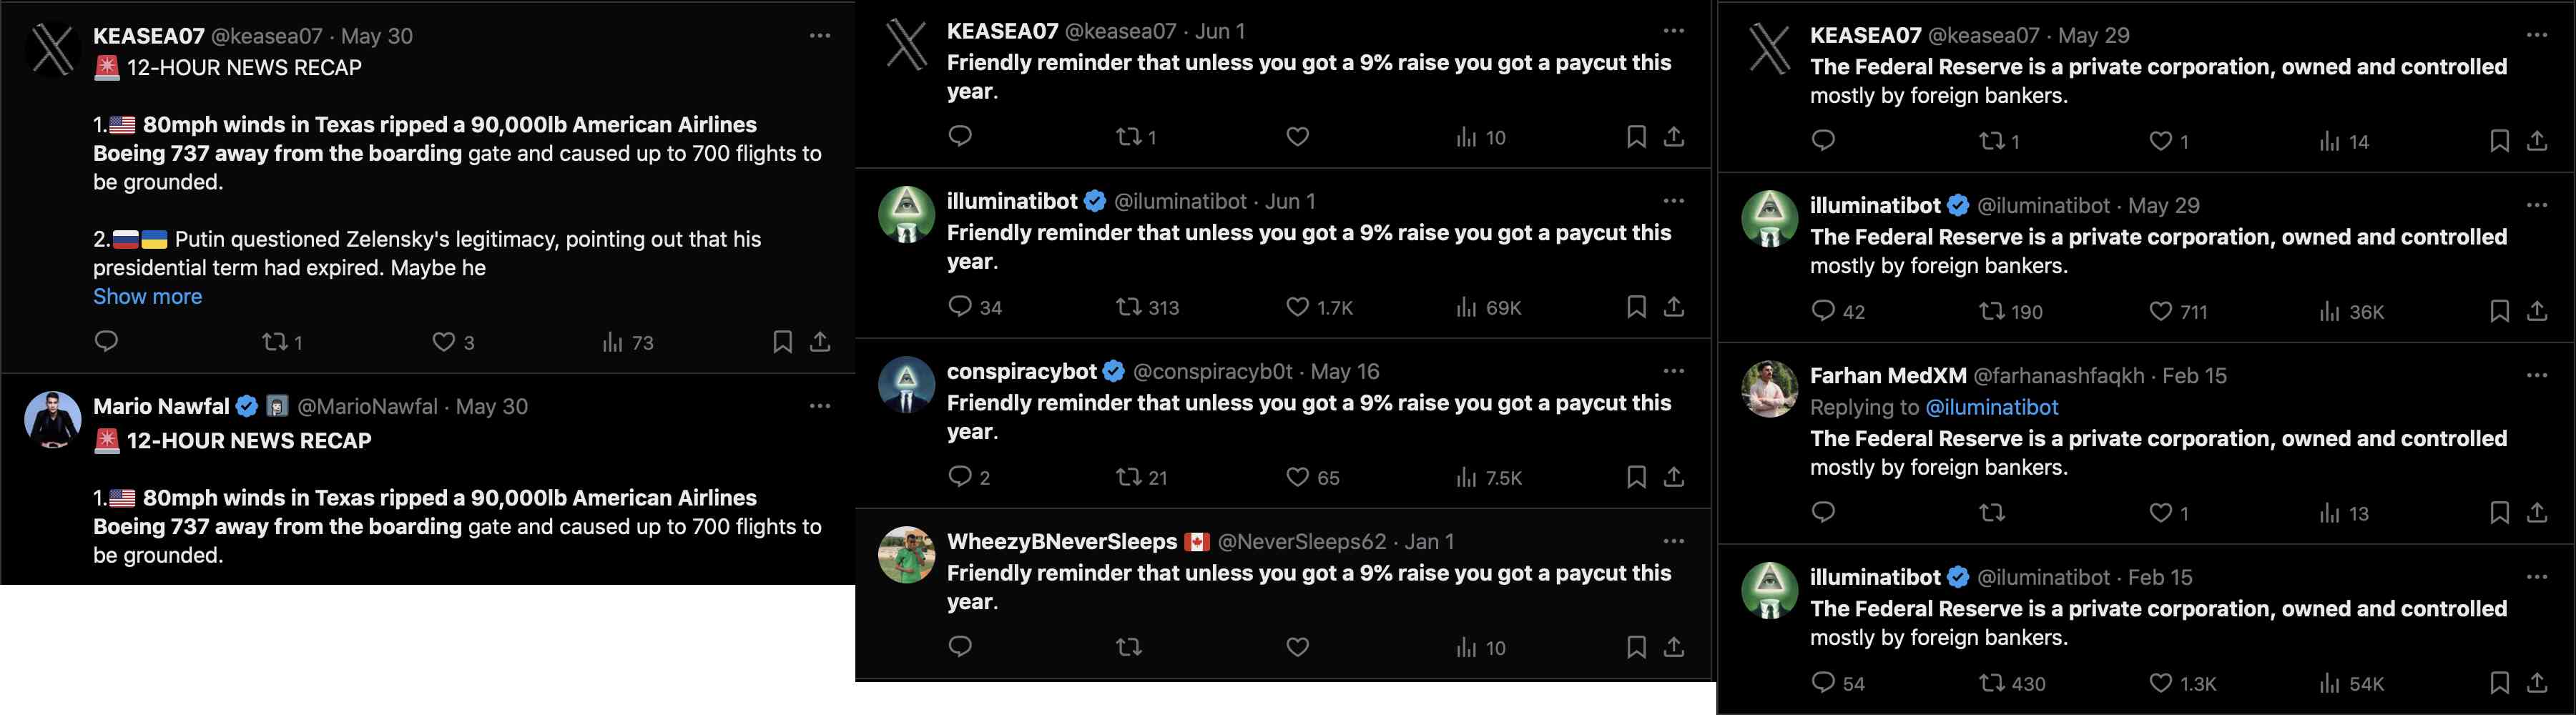 KEASEA07 @keasea07 · May 30
🚨 12-HOUR NEWS RECAP
1.🇺🇸 80mph winds in Texas ripped a 90,000lb American Airlines
Boeing 737 away from the boarding gate and caused up to 700 flights to
be grounded.
2.🇷🇺🇺🇦 Putin questioned Zelensky's legitimacy, pointing out that his
presidential term had expired. Maybe he
Show more
1 3 73
Mario Nawfal @MarioNawfal · May 30
🚨 12-HOUR NEWS RECAP
1.🇺🇸 80mph winds in Texas ripped a 90,000lb American Airlines
Boeing 737 away from the boarding gate and caused up to 700 flights to
be grounded.
KEASEA07 @keasea07 · Jun 1
Friendly reminder that unless you got a 9% raise you got a paycut this
year.
1 10
illuminatibot @iluminatibot · Jun 1
Friendly reminder that unless you got a 9% raise you got a paycut this
year.
34 313 1.7K 69K
conspiracybot @conspiracyb0t · May 16
Friendly reminder that unless you got a 9% raise you got a paycut this
year.
2 21 65 7.5K
WheezyBNeverSleeps 🇨🇦 @NeverSleeps62 · Jan 1
Friendly reminder that unless you got a 9% raise you got a paycut this
year.
10
KEASEA07 @keasea07 · May 29
The Federal Reserve is a private corporation, owned and controlled
mostly by foreign bankers.
1 1 14
illuminatibot @iluminatibot · May 29
The Federal Reserve is a private corporation, owned and controlled
mostly by foreign bankers.
42 190 711 36K
Farhan MedXM @farhanashfaqkh · Feb 15
Replying to @iluminatibot
The Federal Reserve is a private corporation, owned and controlled
mostly by foreign bankers.
1 13
illuminatibot @iluminatibot · Feb 15
The Federal Reserve is a private corporation, owned and controlled
mostly by foreign bankers.
54 430 1.3K 54K